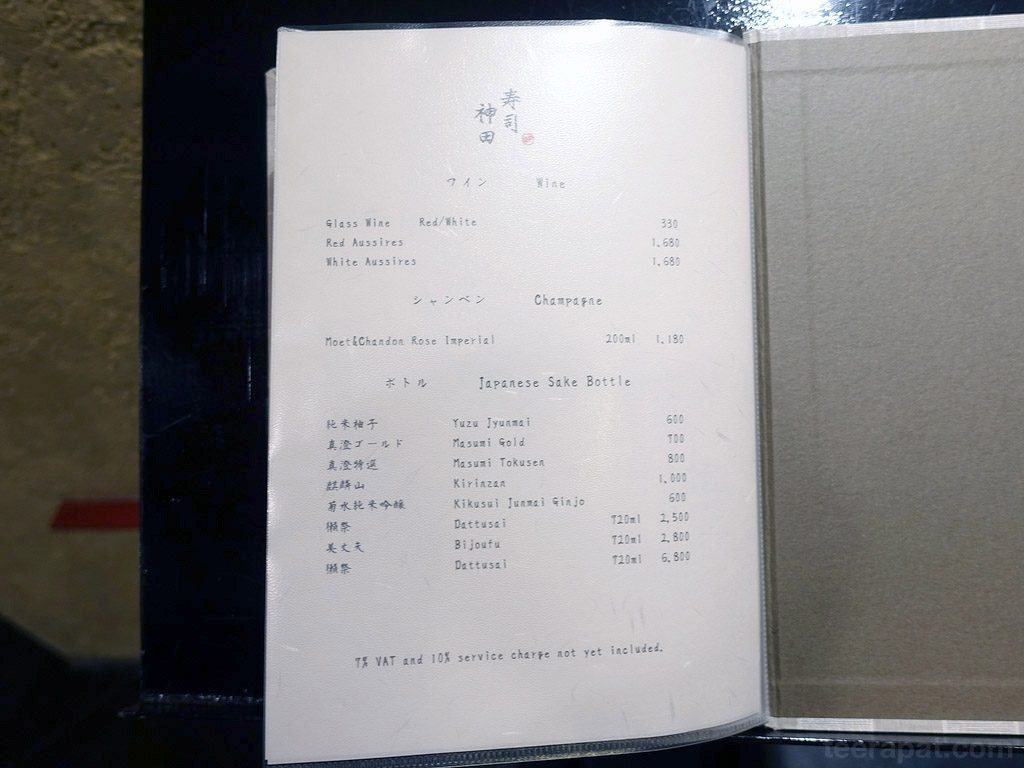 寿司
神田
ワイン Wine
Glass Wine Red/White 330
Red Aussires 1,680
White Aussires 1,680
シャンペン Champagne
Moet&Chandon Rose Imperial 200ml 1,180
ボトル Japanese Sake Bottle
純米柚子 Yuzu Jyunmai 600
真澄ゴールド Masumi Gold 700
真澄特選 Masumi Tokusen 800
麒麟山 Kirinzan 1,000
菊水純米吟醸 Kikusui Junmai Ginjo 600
獺祭 Dattusai 720ml 2,500
美丈夫 Bijoufu 720ml 2,800
獺祭 Dattusai 720ml 6,800
7% VAT and 10% service charge not yet included.
teerapat.com